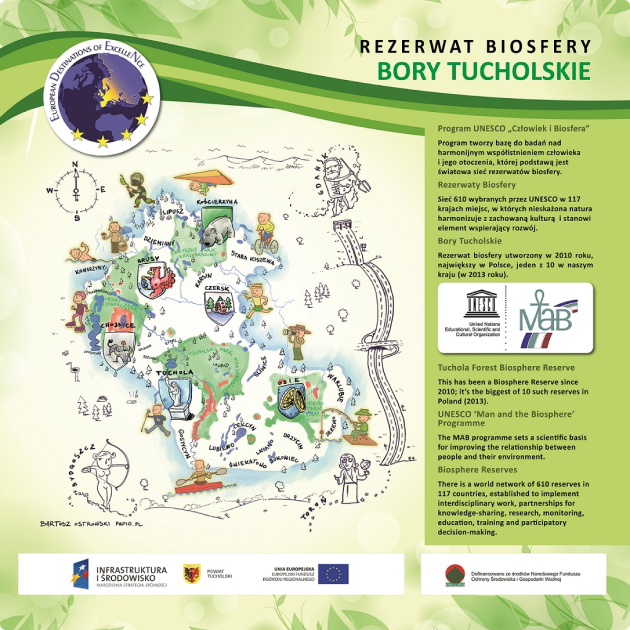 REZERWAT BIOSFERY
BORY TUCHOLSKIE
EUROPEAN DESTINATIONS OF EXCELLENCE
Program UNESCO „Człowiek i Biosfera"
Program tworzy bazę do badań nad
harmonijnym współistnieniem człowieka
i jego otoczenia, której podstawą jest
światowa sieć rezerwatów biosfery.
Rezerwaty Biosfery
Sieć 610 wybranych przez UNESCO w 117
krajach miejsc, w których nieskażona natura
harmonizuje z zachowaną kulturą i stanowi
element wspierający rozwój.
Bory Tucholskie
Rezerwat biosfery utworzony w 2010 roku,
największy w Polsce, jeden z 10 w naszym
kraju (w 2013 roku).
UNESCO
United Nations
Educational, Scientific and
Cultural Organization
MAB
Tuchola Forest Biosphere Reserve
This has been a Biosphere Reserve since
2010; it's the biggest of 10 such reserves in
Poland (2013).
UNESCO 'Man and the Biosphere'
Programme
The MAB programme sets a scientific basis
for improving the relationship between
people and their environment.
Biosphere Reserves
There is a world network of 610 reserves in
117 countries, established to implement
interdisciplinary work, partnerships for
knowledge-sharing, research, monitoring,
education, training and participatory
decision-making.
N
W
E
S
GDAŃSK
KOŚCIERZYNA
LIPUSZ
DZIEMIANY
STARA KISZEWA
KONARZYNY
BRUSY
KARSIN
CZERSK
CHOJNICE
TUCHOLA
ŚLIWICE
OSIE
WARLUBIE
CEKCYN
GOSTYCYN
LUBIEWO
LNIANO
DRZYCIM
ŚWIEKATOWO
BUKOWIEC
BYDGOSZCZ
TORUŃ
BARTOSZ OSTROWSKI PAPIO.PL
INFRASTRUKTURA
I ŚRODOWISKO
NARODOWA STRATEGIA SPÓJNOŚCI
POWIAT
TUCHOLSKI
UNIA EUROPEJSKA
EUROPEJSKI FUNDUSZ
ROZWOJU REGIONALNEGO
Dofinansowano ze środków Narodowego Funduszu
Ochrony Środowiska i Gospodarki Wodnej